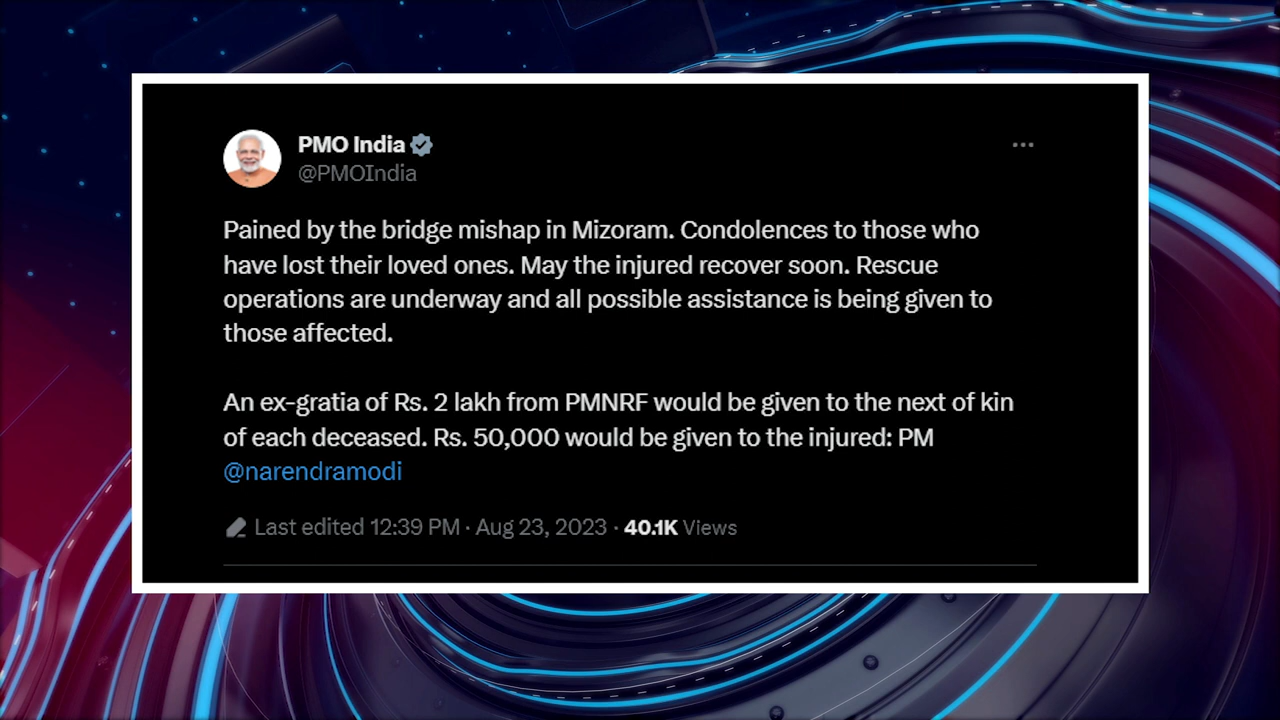 PMO India
@PMOIndia
Pained by the bridge mishap in Mizoram. Condolences to those who
have lost their loved ones. May the injured recover soon. Rescue
operations are underway and all possible assistance is being given to
those affected.
An ex-gratia of Rs. 2 lakh from PMNRF would be given to the next of kin
of each deceased. Rs. 50,000 would be given to the injured: PM
@narendramodi
Last edited 12:39 PM · Aug 23, 2023 · 40.1K Views